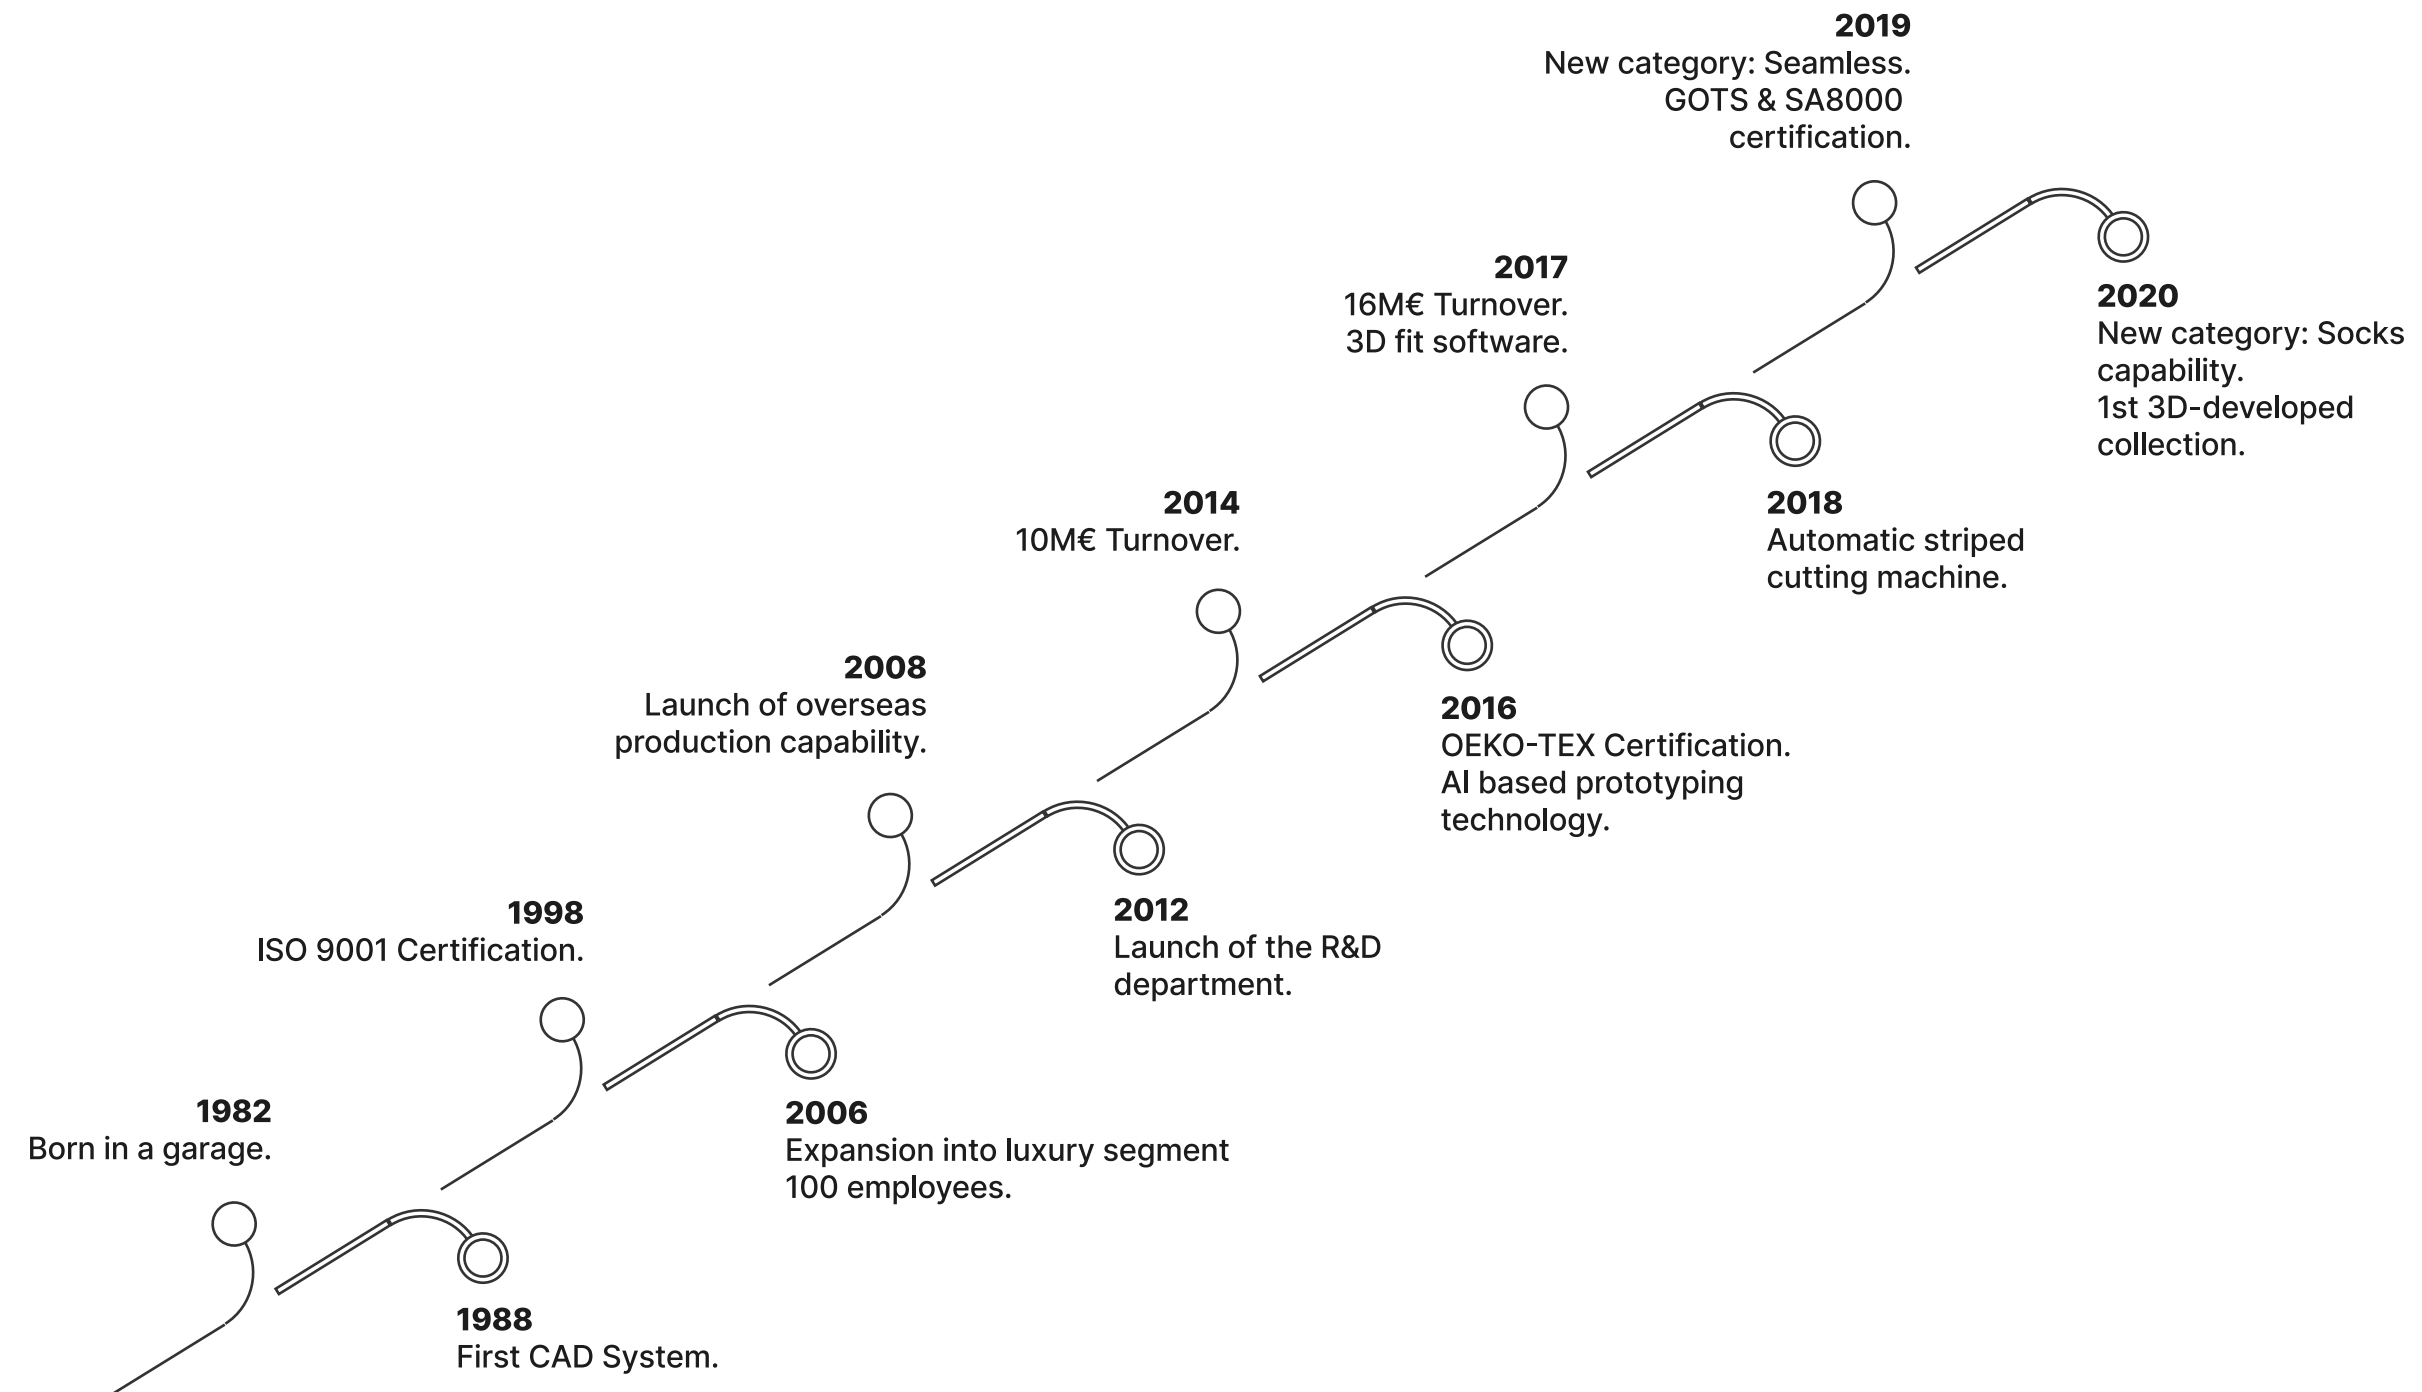 2019
New category: Seamless.
GOTS & SA8000
certification.
2020
New category: Socks
capability.
1st 3D-developed
collection.
2017
16M€ Turnover.
3D fit software.
2018
Automatic striped
cutting machine.
2014
10M€ Turnover.
2016
OEKO-TEX Certification.
AI based prototyping
technology.
2008
Launch of overseas
production capability.
2012
Launch of the R&D
department.
1998
ISO 9001 Certification.
2006
Expansion into luxury segment
100 employees.
1982
Born in a garage.
1988
First CAD System.